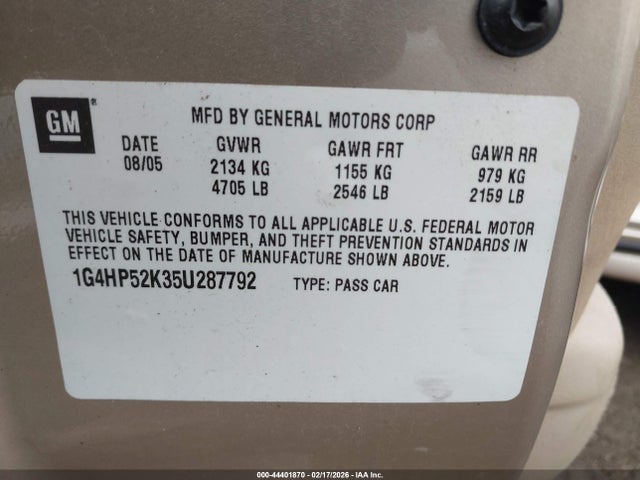 GM®
MFD BY GENERAL MOTORS CORP
DATE GVWR GAWR FRT GAWR RR
08/05 2134 KG 1155 KG 979 KG
4705 LB 2546 LB 2159 LB
THIS VEHICLE CONFORMS TO ALL APPLICABLE U.S. FEDERAL MOTOR
VEHICLE SAFETY, BUMPER, AND THEFT PREVENTION STANDARDS IN
EFFECT ON THE DATE OF MANUFACTURE SHOWN ABOVE.
1G4HP52K35U287792 TYPE: PASS CAR
000-44401870 - 02/17/2026 - IAA Inc.